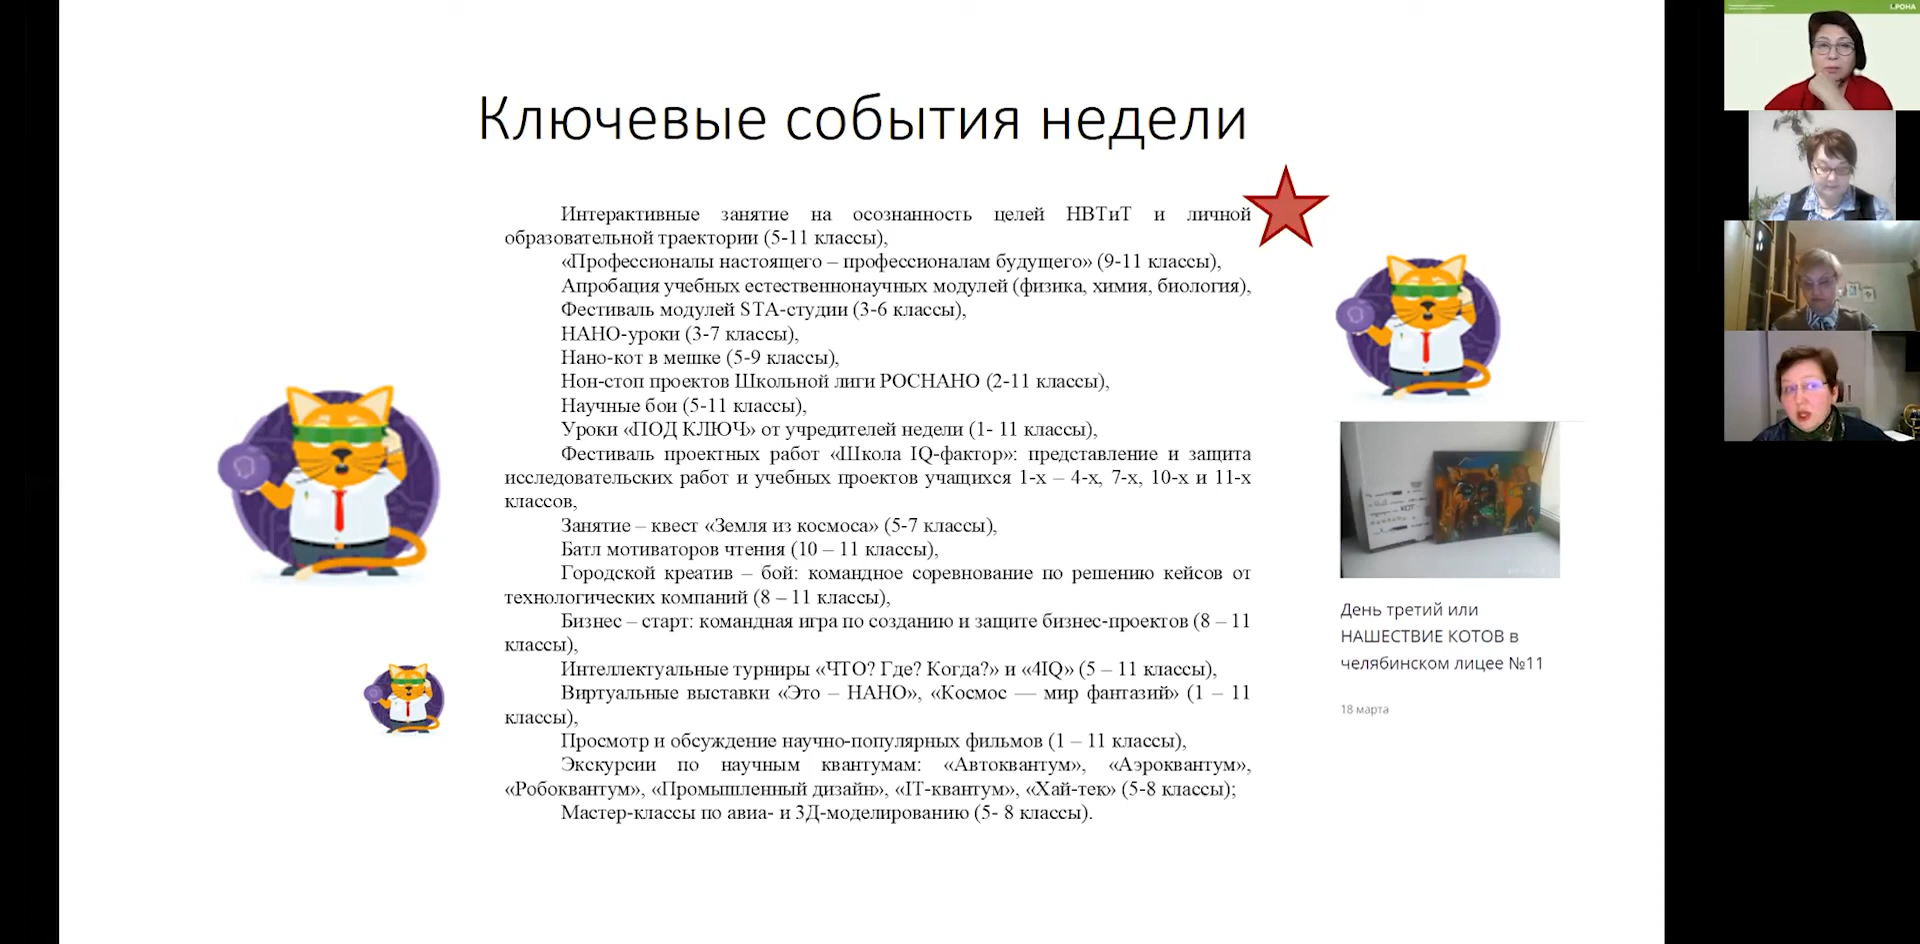 Ключевые события недели
Интерактивные занятие на осознанность целей НВТиТ и личной
образовательной траектории (5-11 классы),
«Профессионалы настоящего – профессионалам будущего» (9-11 классы),
Апробация учебных естественнонаучных модулей (физика, химия, биология),
Фестиваль модулей STA-студии (3-6 классы),
НАНО-уроки (3-7 классы),
Нано-кот в мешке (5-9 классы),
Нон-стоп проектов Школьной лиги РОСНАНО (2-11 классы),
Научные бои (5-11 классы),
Уроки «ПОД КЛЮЧ» от учредителей недели (1- 11 классы),
Фестиваль проектных работ «Школа IQ-фактор»: представление и защита
исследовательских работ и учебных проектов учащихся 1-х – 4-х, 7-х, 10-х и 11-х
классов,
Занятие – квест «Земля из космоса» (5-7 классы),
Батл мотиваторов чтения (10 – 11 классы),
Городской креатив – бой: командное соревнование по решению кейсов от
технологических компаний (8 – 11 классы),
Бизнес – старт: командная игра по созданию и защите бизнес-проектов (8 – 11
классы),
Интеллектуальные турниры «ЧТО? Где? Когда?» и «4IQ» (5 – 11 классы),
Виртуальные выставки «Это – НАНО», «Космос — мир фантазий» (1 – 11
классы),
Просмотр и обсуждение научно-популярных фильмов (1 – 11 классы),
Экскурсии по научным квантумам: «Автоквантум», «Аэроквантум»,
«Робоквантум», «Промышленный дизайн», «IT-квантум», «Хай-тек» (5-8 классы);
Мастер-классы по авиа- и 3Д-моделированию (5- 8 классы).
КОТ
День третий или
НАШЕСТВИЕ КОТОВ в
челябинском лицее №11
18 марта